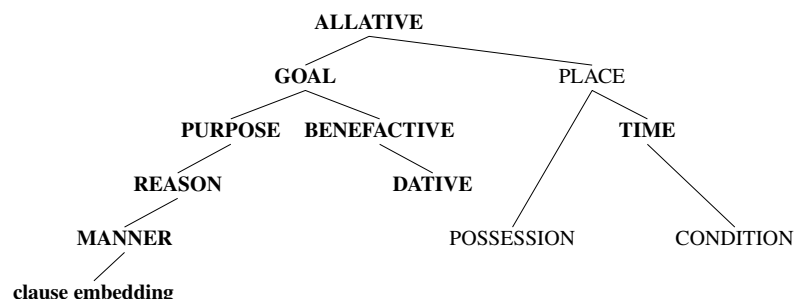 ALLATIVE
GOAL PLACE
PURPOSE BENEFACTIVE TIME
REASON DATIVE
MANNER POSSESSION CONDITION
clause embedding